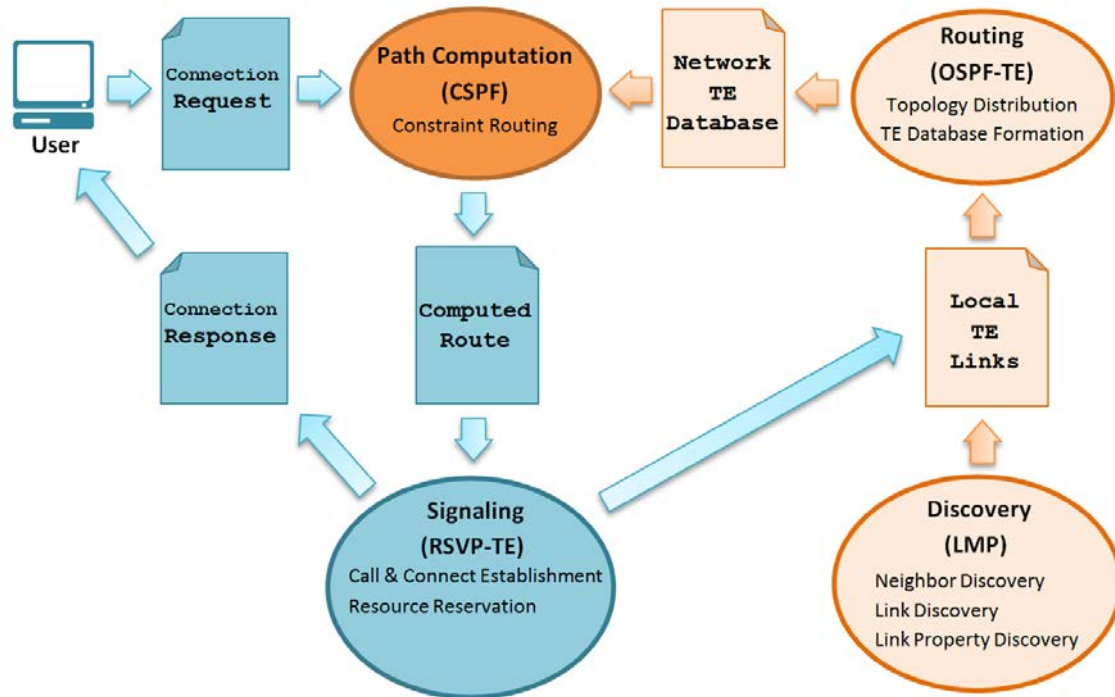 User
Connection
Request
Path Computation
(CSPF)
Constraint Routing
Network
TE
Database
Routing
(OSPF-TE)
Topology Distribution
TE Database Formation
Connection
Response
Computed
Route
Local
TE
Links
Signaling
(RSVP-TE)
Call & Connect Establishment
Resource Reservation
Discovery
(LMP)
Neighbor Discovery
Link Discovery
Link Property Discovery